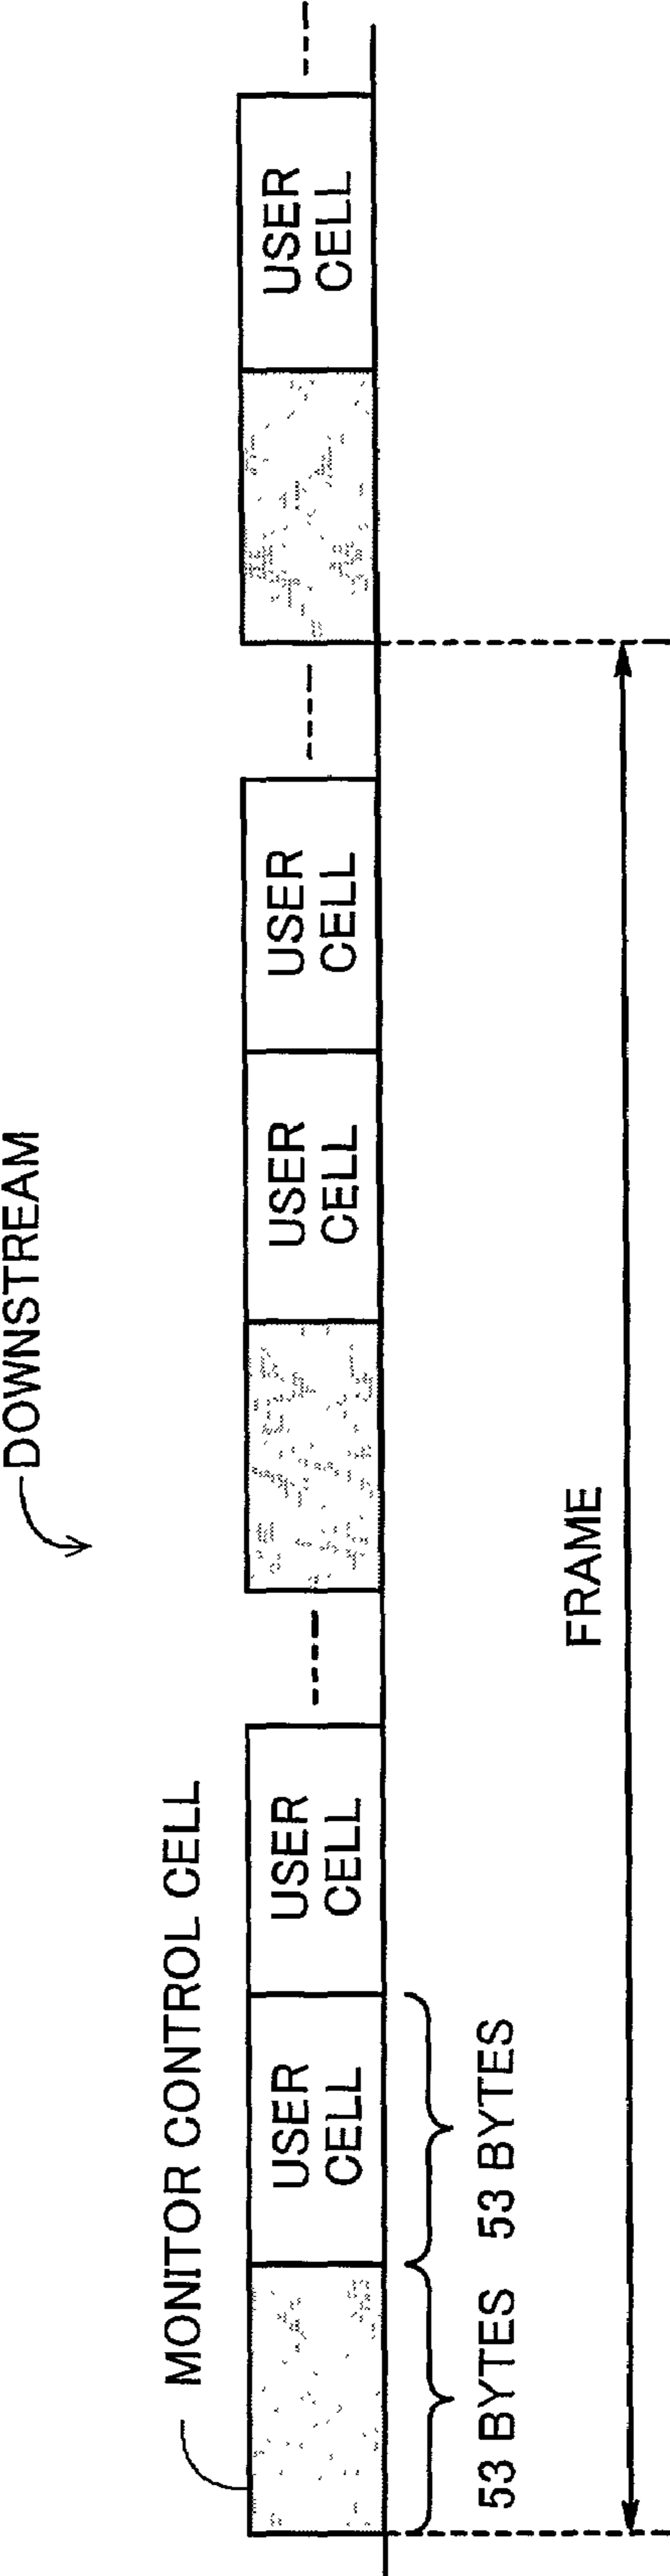 DOWNSTREAM
MONITOR CONTROL CELL
USER
CELL
USER
CELL
USER
CELL
USER
CELL
USER
CELL
53 BYTES
53 BYTES
FRAME